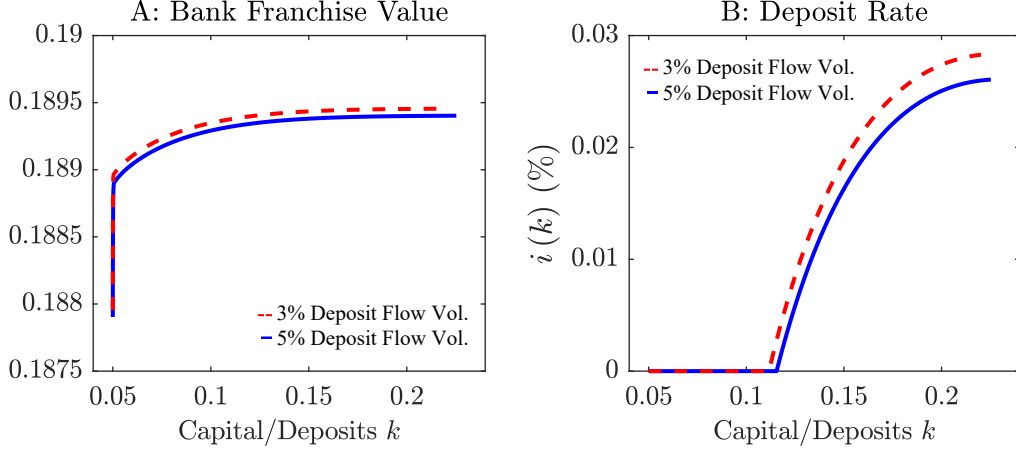 A: Bank Franchise Value
0.19
0.1895
0.189
0.1885
0.188
0.1875
3% Deposit Flow Vol.
5% Deposit Flow Vol.
0.05 0.1 0.15 0.2
Capital/Deposits k
B: Deposit Rate
0.03
0.02
0.01
0
i(k) (%)
3% Deposit Flow Vol.
5% Deposit Flow Vol.
0.05 0.1 0.15 0.2
Capital/Deposits k